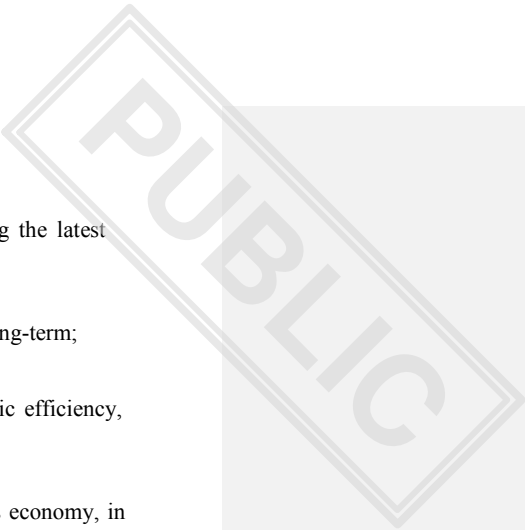 PUBLIC
g the latest
ng-term;
ic efficiency,
economy, in